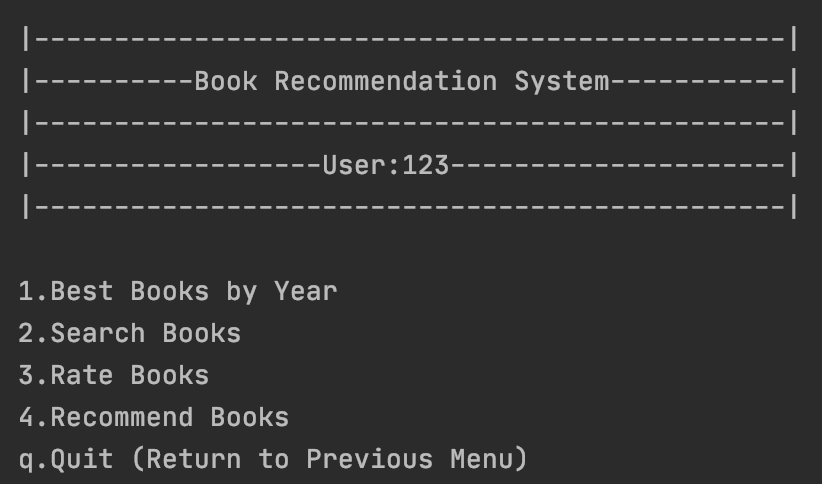 |-----------------------------------------------|
|----------Book Recommendation System-----------|
|-----------------------------------------------|
|------------------User:123---------------------|
|-----------------------------------------------|
1.Best Books by Year
2.Search Books
3.Rate Books
4.Recommend Books
q.Quit (Return to Previous Menu)